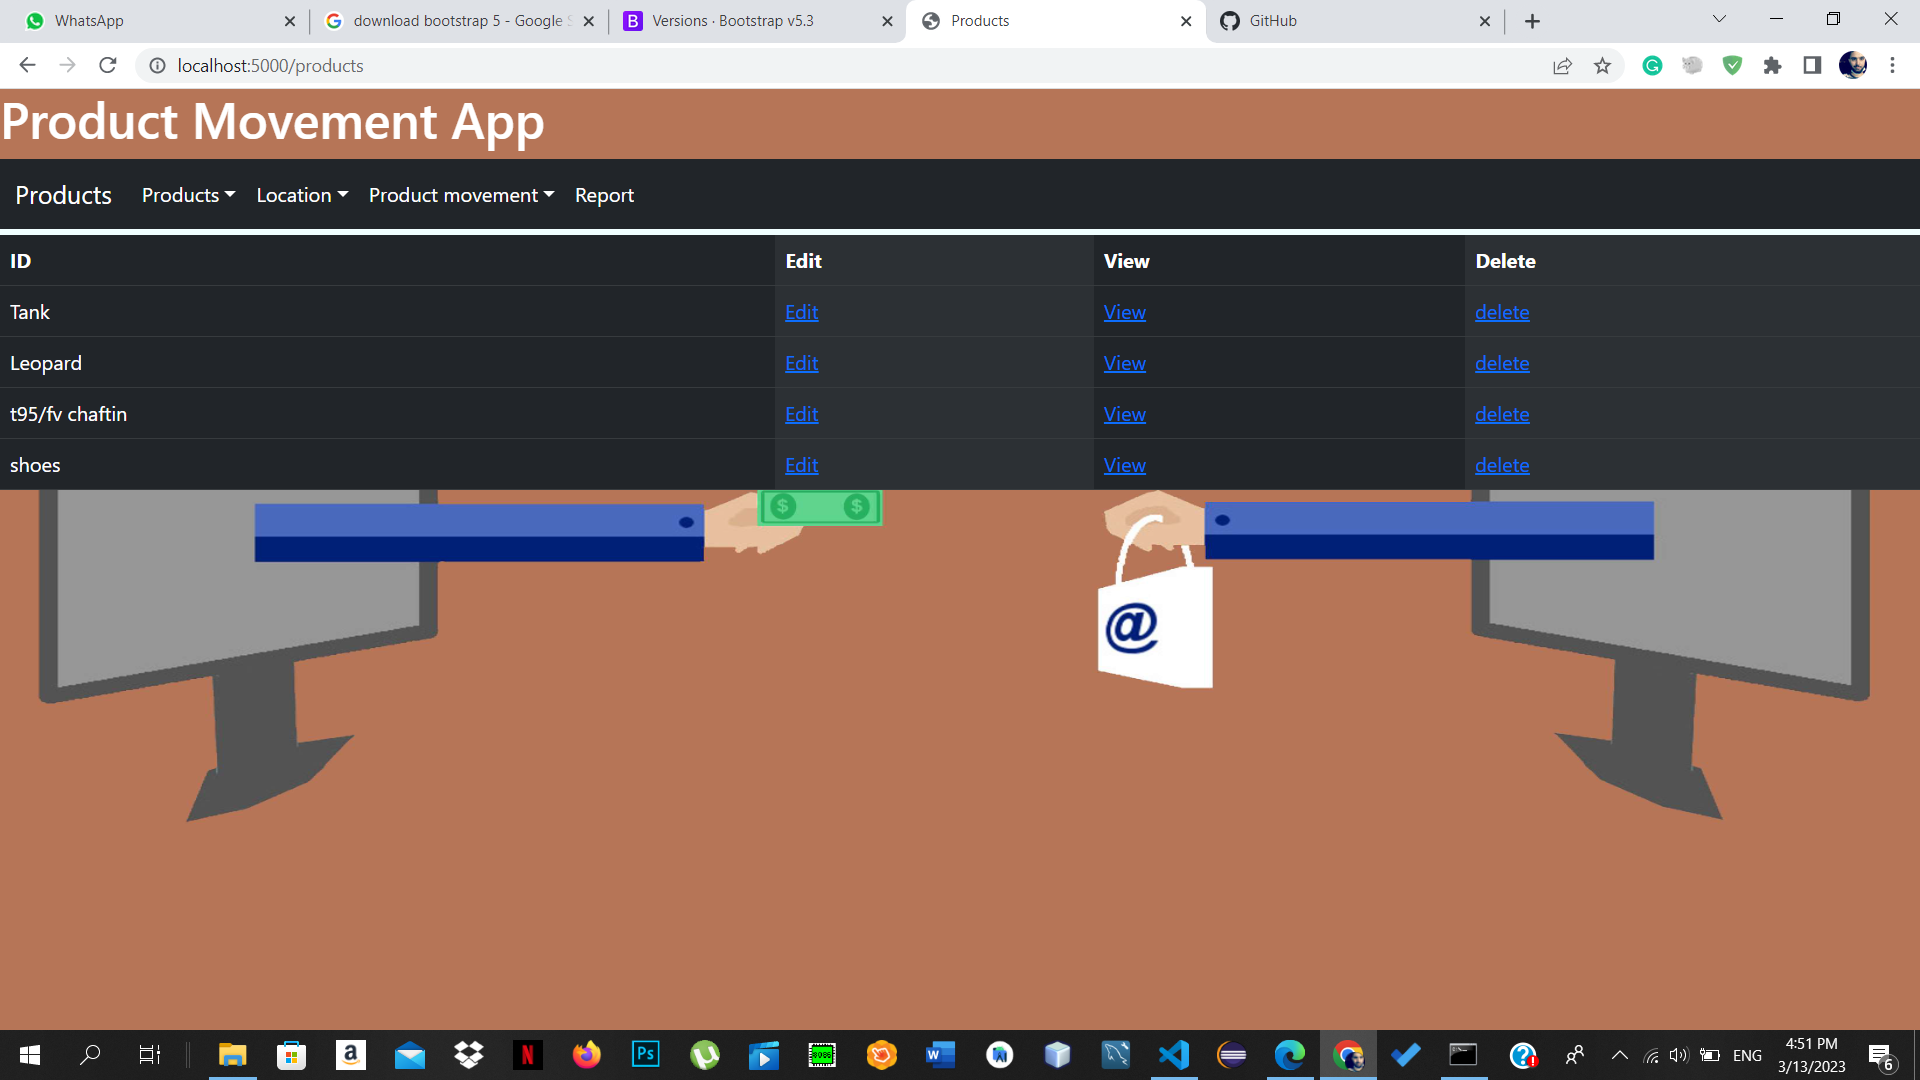 WhatsApp
download bootstrap 5 - Google S
Versions · Bootstrap v5.3
Products
GitHub
localhost:5000/products
Product Movement App
Products Products Location Product movement Report
ID Edit View Delete
Tank Edit View delete
Leopard Edit View delete
t95/fv chaftin Edit View delete
shoes Edit View delete
$ $
@
ENG
4:51 PM
3/13/2023
6